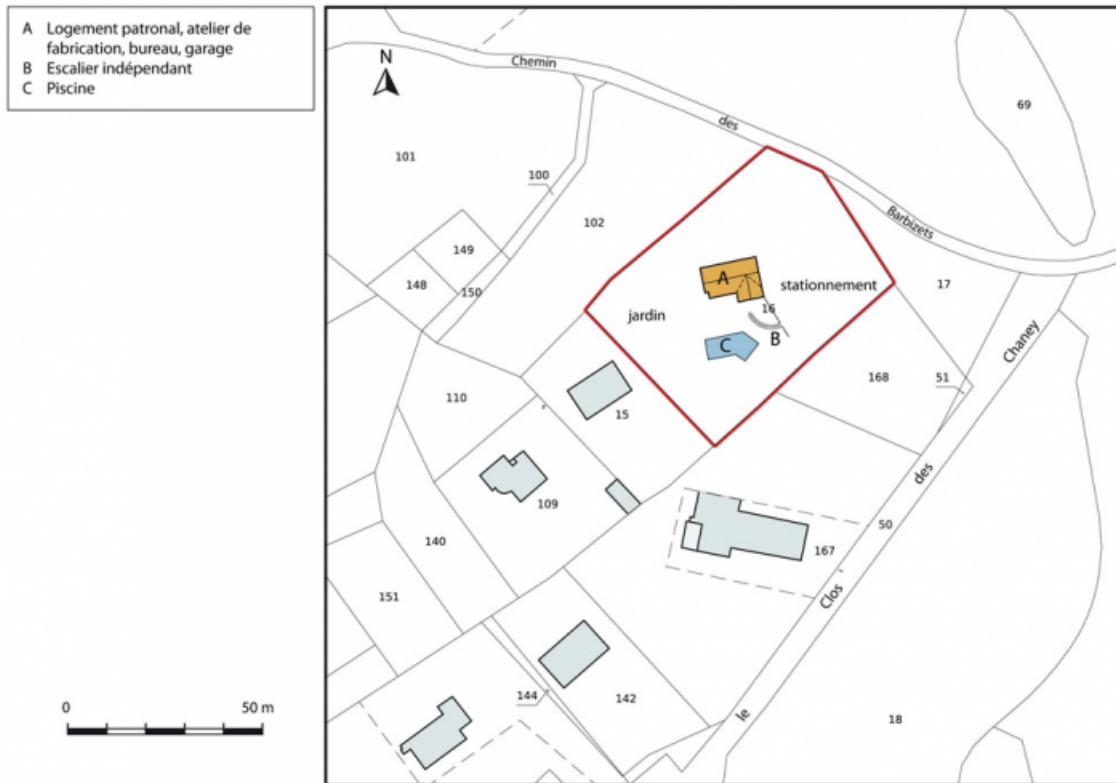 A Logement patronal, atelier de
fabrication, bureau, garage
B Escalier indépendant
C Piscine
N
Chemin
des
Barbizets
69
101
100
102
149
148
150
17
A
stationnement
16
jardin
B
C
Chaney
168
51
110
15
des
109
50
140
167
151
Clos
0 50 m
144
142
le
18